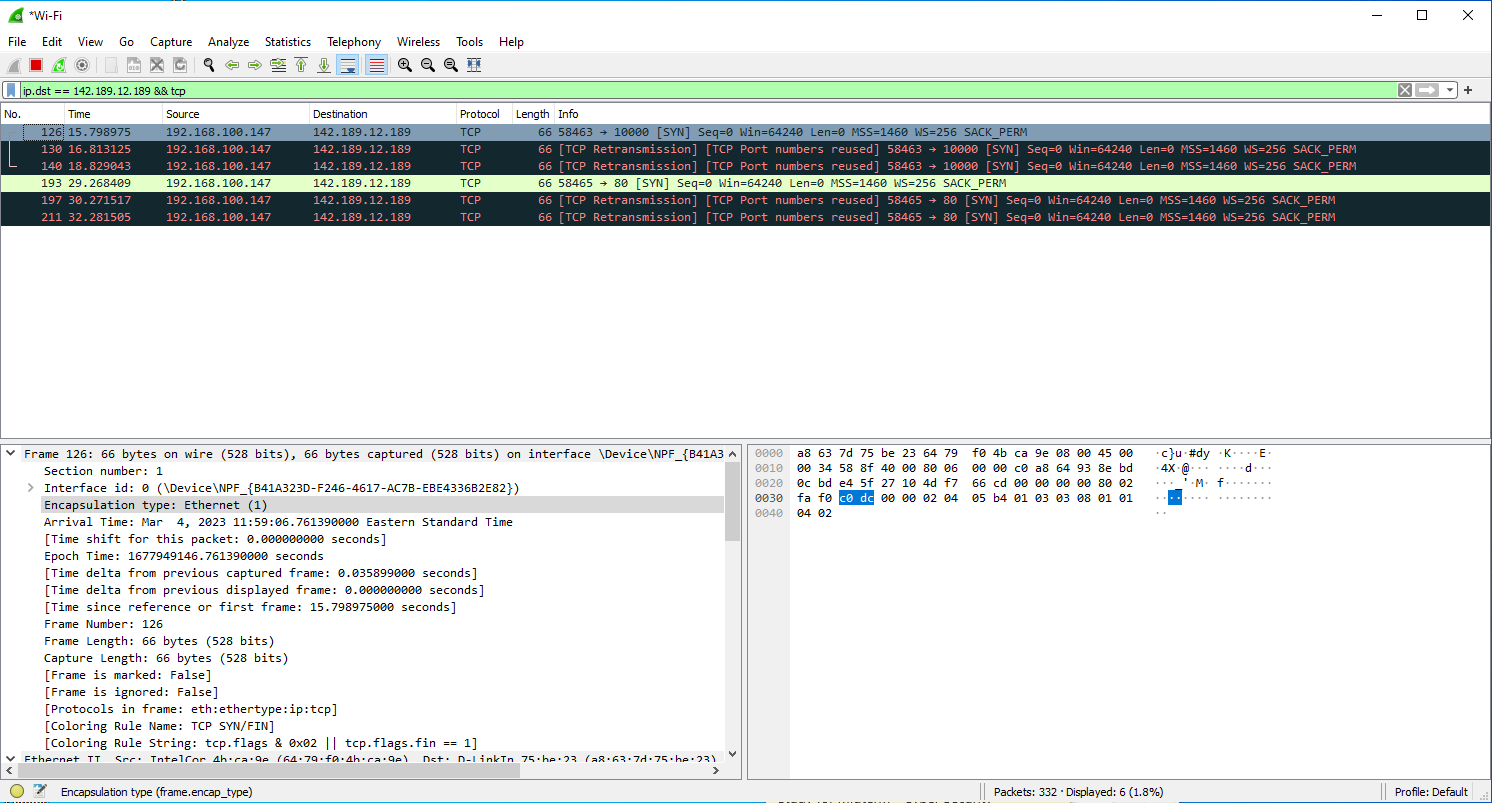 *Wi-Fi
File Edit View Go Capture Analyze Statistics Telephony Wireless Tools Help
ip.dst == 142.189.12.189 && tcp
No. Time Source Destination Protocol Length Info
126 15.798975 192.168.100.147 142.189.12.189 TCP 66 58463 → 10000 [SYN] Seq=0 Win=64240 Len=0 MSS=1460 WS=256 SACK_PERM
130 16.813125 192.168.100.147 142.189.12.189 TCP 66 [TCP Retransmission] [TCP Port numbers reused] 58463 → 10000 [SYN] Seq=0 Win=64240 Len=0 MSS=1460 WS=256 SACK_PERM
140 18.829043 192.168.100.147 142.189.12.189 TCP 66 [TCP Retransmission] [TCP Port numbers reused] 58463 → 10000 [SYN] Seq=0 Win=64240 Len=0 MSS=1460 WS=256 SACK_PERM
193 29.268409 192.168.100.147 142.189.12.189 TCP 66 58465 → 80 [SYN] Seq=0 Win=64240 Len=0 MSS=1460 WS=256 SACK_PERM
197 30.271517 192.168.100.147 142.189.12.189 TCP 66 [TCP Retransmission] [TCP Port numbers reused] 58465 → 80 [SYN] Seq=0 Win=64240 Len=0 MSS=1460 WS=256 SACK_PERM
211 32.281505 192.168.100.147 142.189.12.189 TCP 66 [TCP Retransmission] [TCP Port numbers reused] 58465 → 80 [SYN] Seq=0 Win=64240 Len=0 MSS=1460 WS=256 SACK_PERM
Frame 126: 66 bytes on wire (528 bits), 66 bytes captured (528 bits) on interface \Device\NPF_{B41A3
Section number: 1
Interface id: 0 (\Device\NPF_{B41A323D-F246-4617-AC7B-EBE4336B2E82})
Encapsulation type: Ethernet (1)
Arrival Time: Mar  4, 2023 11:59:06.761390000 Eastern Standard Time
[Time shift for this packet: 0.000000000 seconds]
Epoch Time: 1677949146.761390000 seconds
[Time delta from previous captured frame: 0.035899000 seconds]
[Time delta from previous displayed frame: 0.000000000 seconds]
[Time since reference or first frame: 15.798975000 seconds]
Frame Number: 126
Frame Length: 66 bytes (528 bits)
Capture Length: 66 bytes (528 bits)
[Frame is marked: False]
[Frame is ignored: False]
[Protocols in frame: eth:ethertype:ip:tcp]
[Coloring Rule Name: TCP SYN/FIN]
[Coloring Rule String: tcp.flags & 0x02 || tcp.flags.fin == 1]
Ethernet II, Src: IntelCor_4b:ca:9e (64:79:f0:4b:ca:9e), Dst: D-LinkIn_75:be:23 (a8:63:7d:75:be:23)
0000 a8 63 7d 75 be 23 64 79 f0 4b ca 9e 08 00 45 00 ·c}u·#dy ·K····E·
0010 00 34 58 8f 40 00 80 06 00 00 c0 a8 64 93 8e bd ·4X·@··· ····d···
0020 0c bd e4 5f 27 10 4d f7 66 cd 00 00 00 00 80 02 ···_'·M· f·······
0030 fa f0 c0 dc 00 00 02 04 05 b4 01 03 03 08 01 01 ········ ········
0040 04 02 ··
Encapsulation type (frame.encap_type)
Packets: 332 · Displayed: 6 (1.8%)
Profile: Default